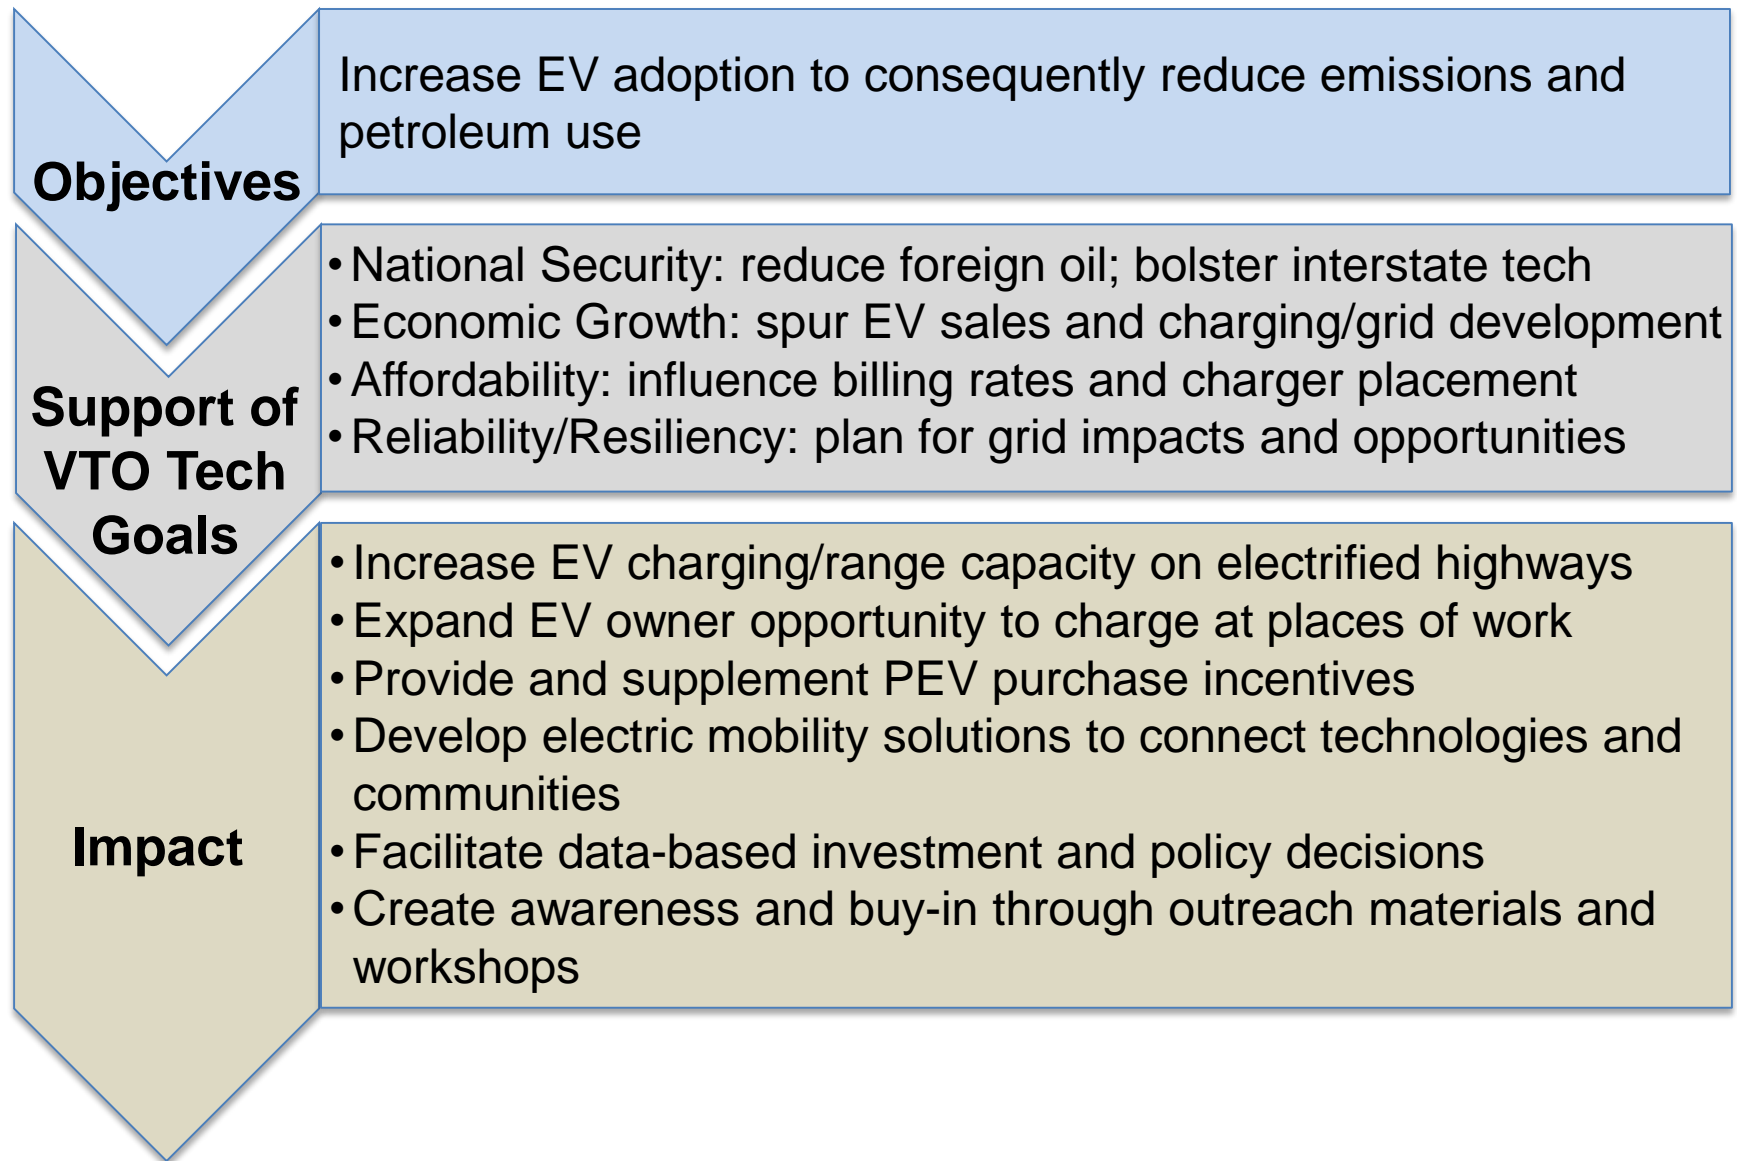 Objectives
Increase EV adoption to consequently reduce emissions and
petroleum use
Support of
VTO Tech
Goals
• National Security: reduce foreign oil; bolster interstate tech
• Economic Growth: spur EV sales and charging/grid development
• Affordability: influence billing rates and charger placement
• Reliability/Resiliency: plan for grid impacts and opportunities
Impact
• Increase EV charging/range capacity on electrified highways
• Expand EV owner opportunity to charge at places of work
• Provide and supplement PEV purchase incentives
• Develop electric mobility solutions to connect technologies and
communities
• Facilitate data-based investment and policy decisions
• Create awareness and buy-in through outreach materials and
workshops